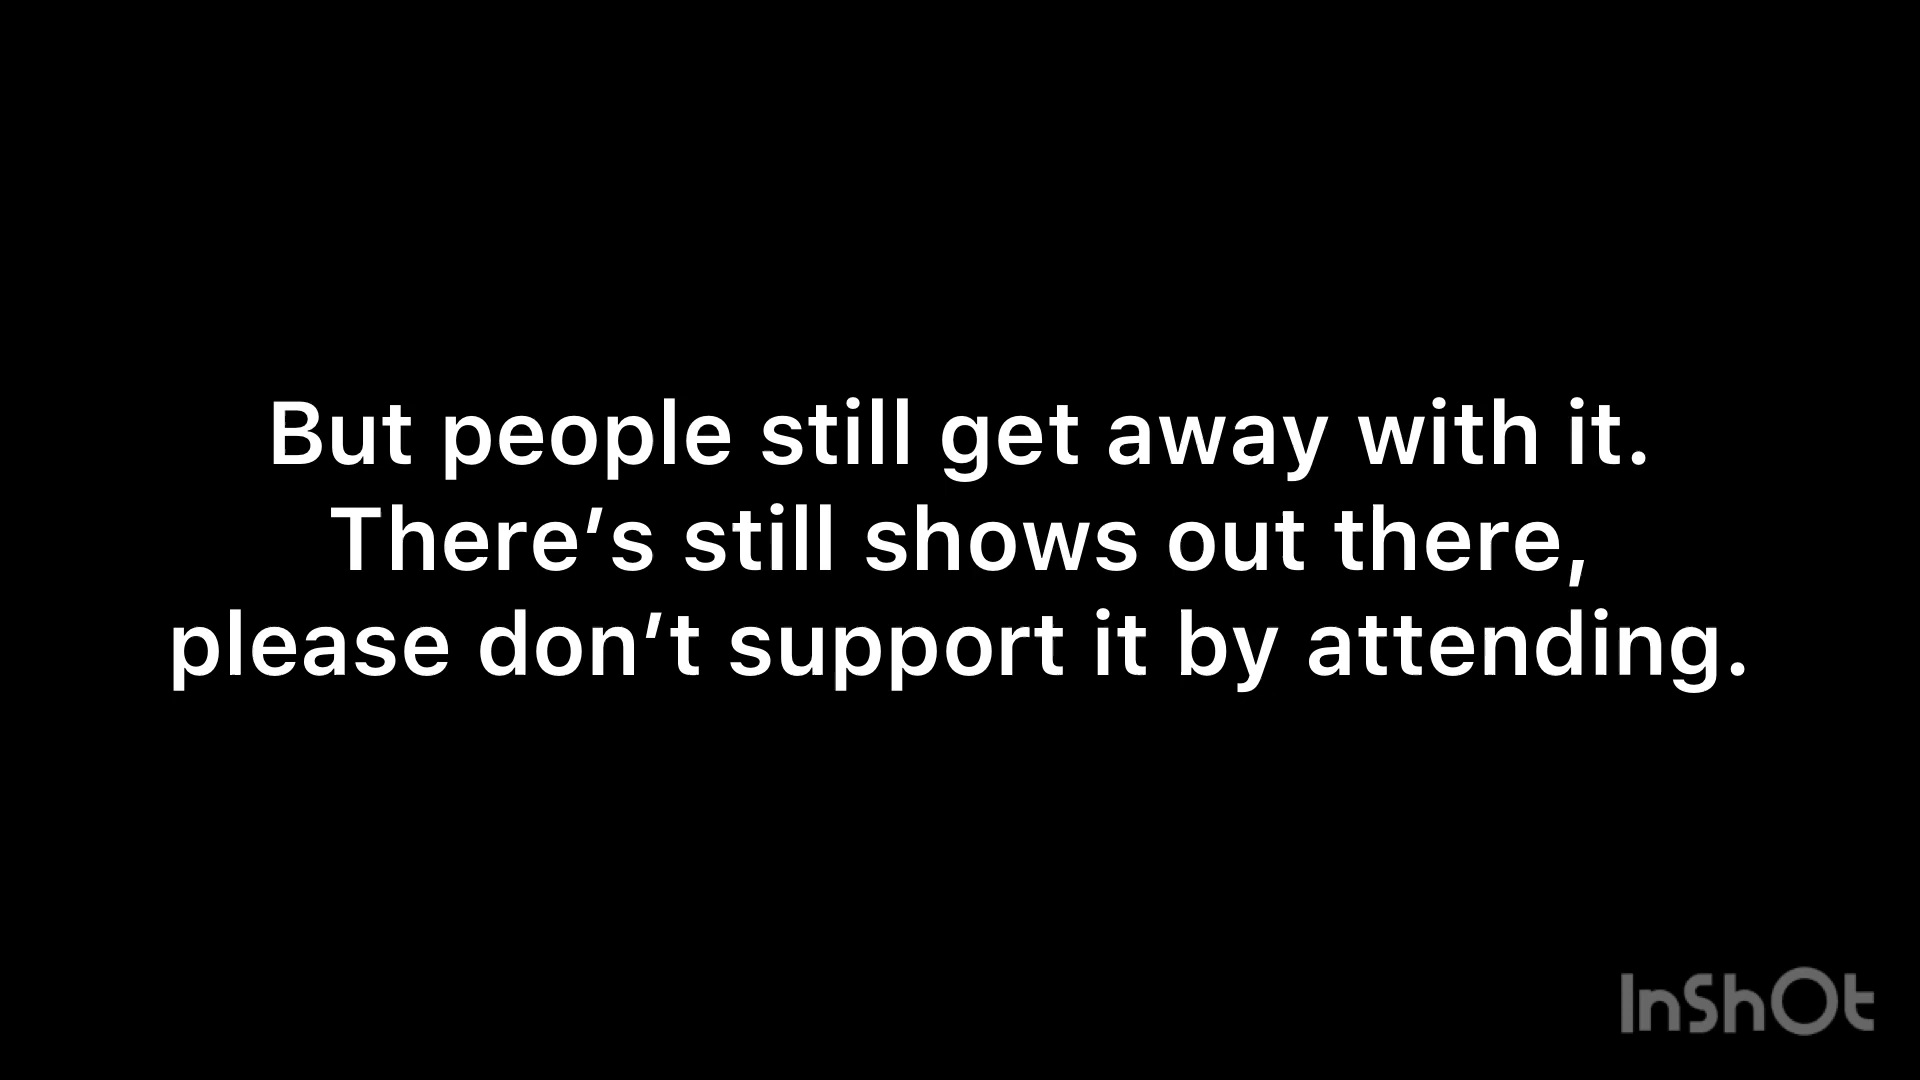 But people still get away with it.
There’s still shows out there,
please don’t support it by attending.
InShOt